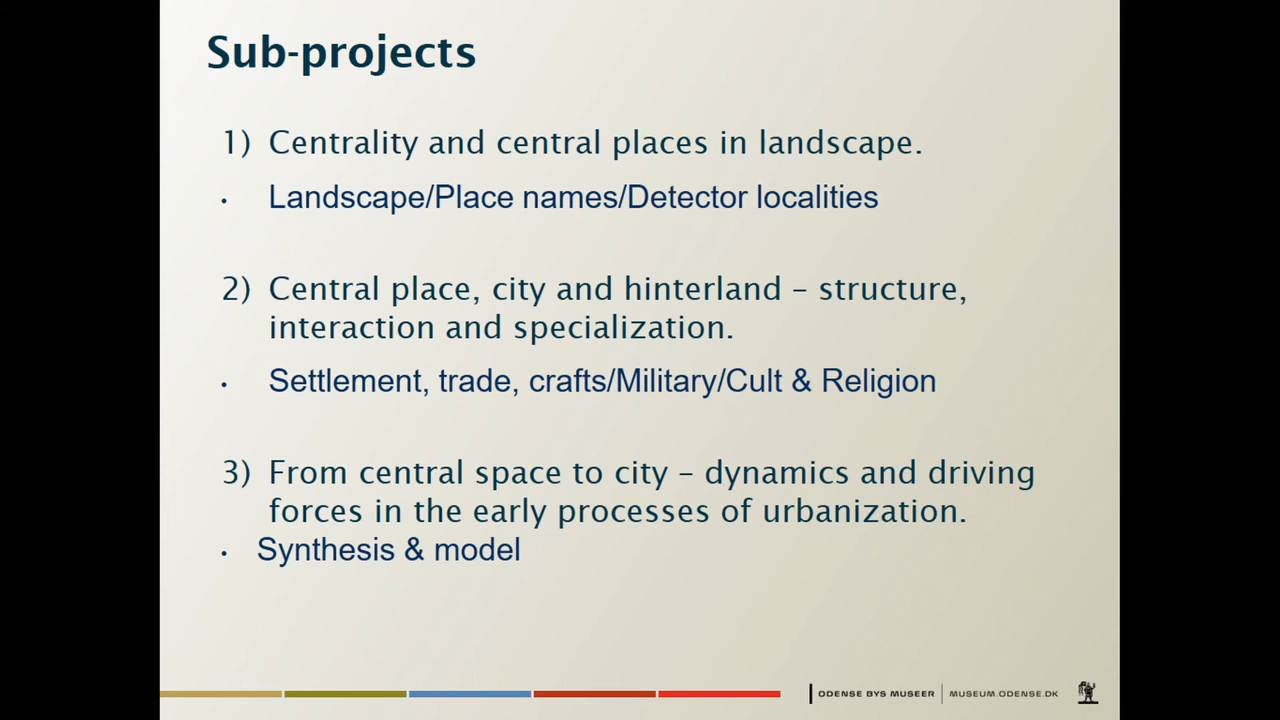 Sub-projects
1) Centrality and central places in landscape.
• Landscape/Place names/Detector localities
2) Central place, city and hinterland – structure,
interaction and specialization.
• Settlement, trade, crafts/Military/Cult & Religion
3) From central space to city – dynamics and driving
forces in the early processes of urbanization.
• Synthesis & model
ODENSE BYS MUSEER | MUSEUM.ODENSE.DK